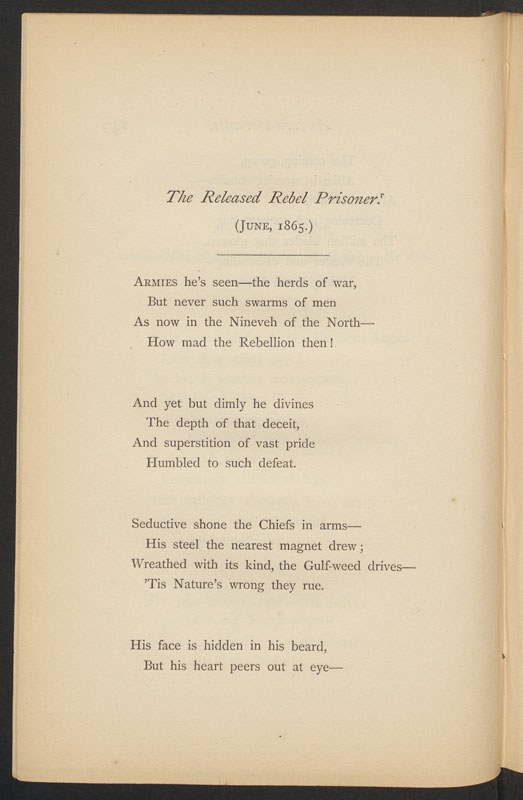 The Released Rebel Prisoner.r
(JUNE, 1865.)
ARMIES he's seen—the herds of war,
But never such swarms of men
As now in the Nineveh of the North—
How mad the Rebellion then!
And yet but dimly he divines
The depth of that deceit,
And superstition of vast pride
Humbled to such defeat.
Seductive shone the Chiefs in arms—
His steel the nearest magnet drew;
Wreathed with its kind, the Gulf-weed drives—
'Tis Nature's wrong they rue.
His face is hidden in his beard,
But his heart peers out at eye—